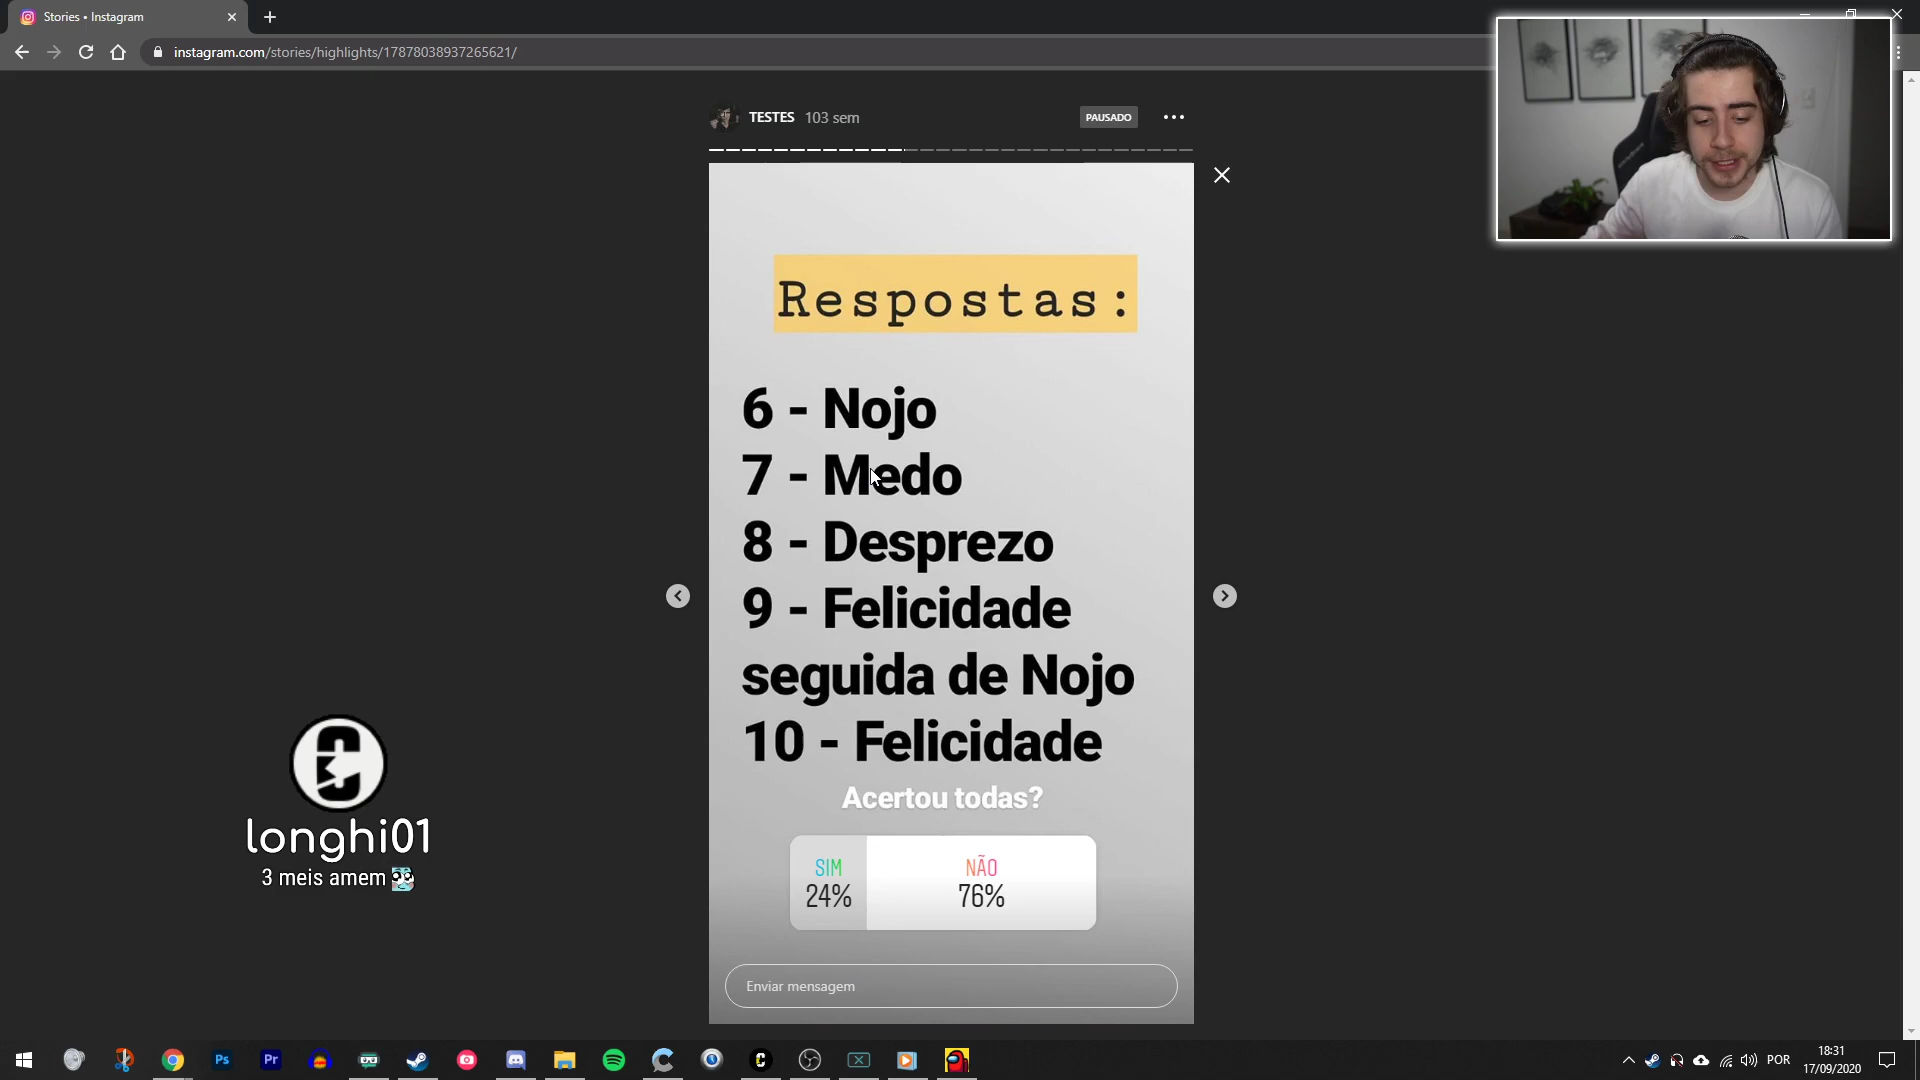 Stories • Instagram
instagram.com/stories/highlights/17878038937265621/
TESTES 103 sem
PAUSADO
Respostas:
6 - Nojo
7 - Medo
8 - Desprezo
9 - Felicidade
seguida de Nojo
10 - Felicidade
Acertou todas?
SIM
24%
NÃO
76%
Enviar mensagem
longhi01
3 meis amem
Ps
Pr
POR
18:31
17/09/2020